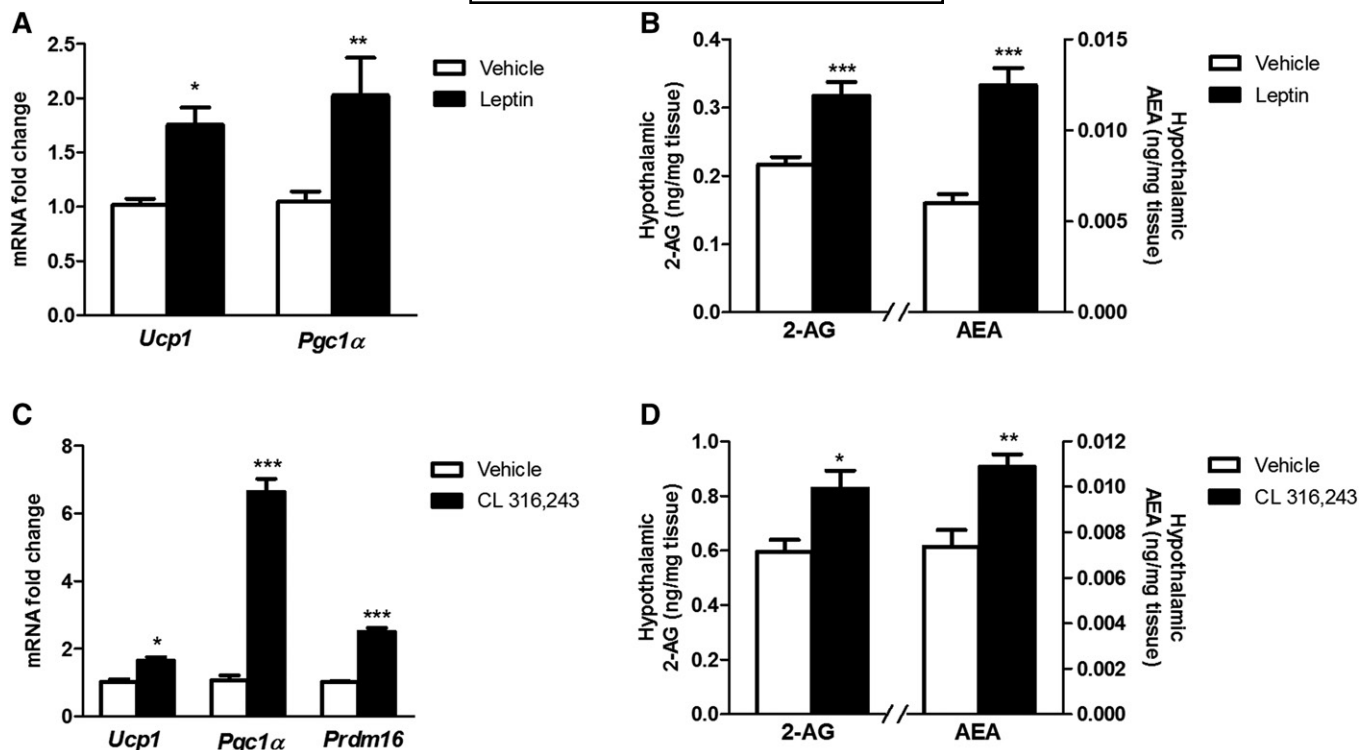 A
mRNA fold change
2.5
2.0
1.5
1.0
0.5
0.0
*
**
Ucp1
Pgc1α
Vehicle
Leptin
B
Hypothalamic
2-AG (ng/mg tissue)
0.4
0.3
0.2
0.1
0.0
***
***
2-AG
AEA
0.015
0.010
0.005
0.000
Hypothalamic
AEA (ng/mg tissue)
Vehicle
Leptin
C
mRNA fold change
8
6
4
2
0
*
***
***
Ucp1
Pgc1α
Prdm16
Vehicle
CL 316,243
D
Hypothalamic
2-AG (ng/mg tissue)
1.0
0.8
0.6
0.4
0.2
0.0
*
**
2-AG
AEA
0.012
0.010
0.008
0.006
0.004
0.002
0.000
Hypothalamic
AEA (ng/mg tissue)
Vehicle
CL 316,243